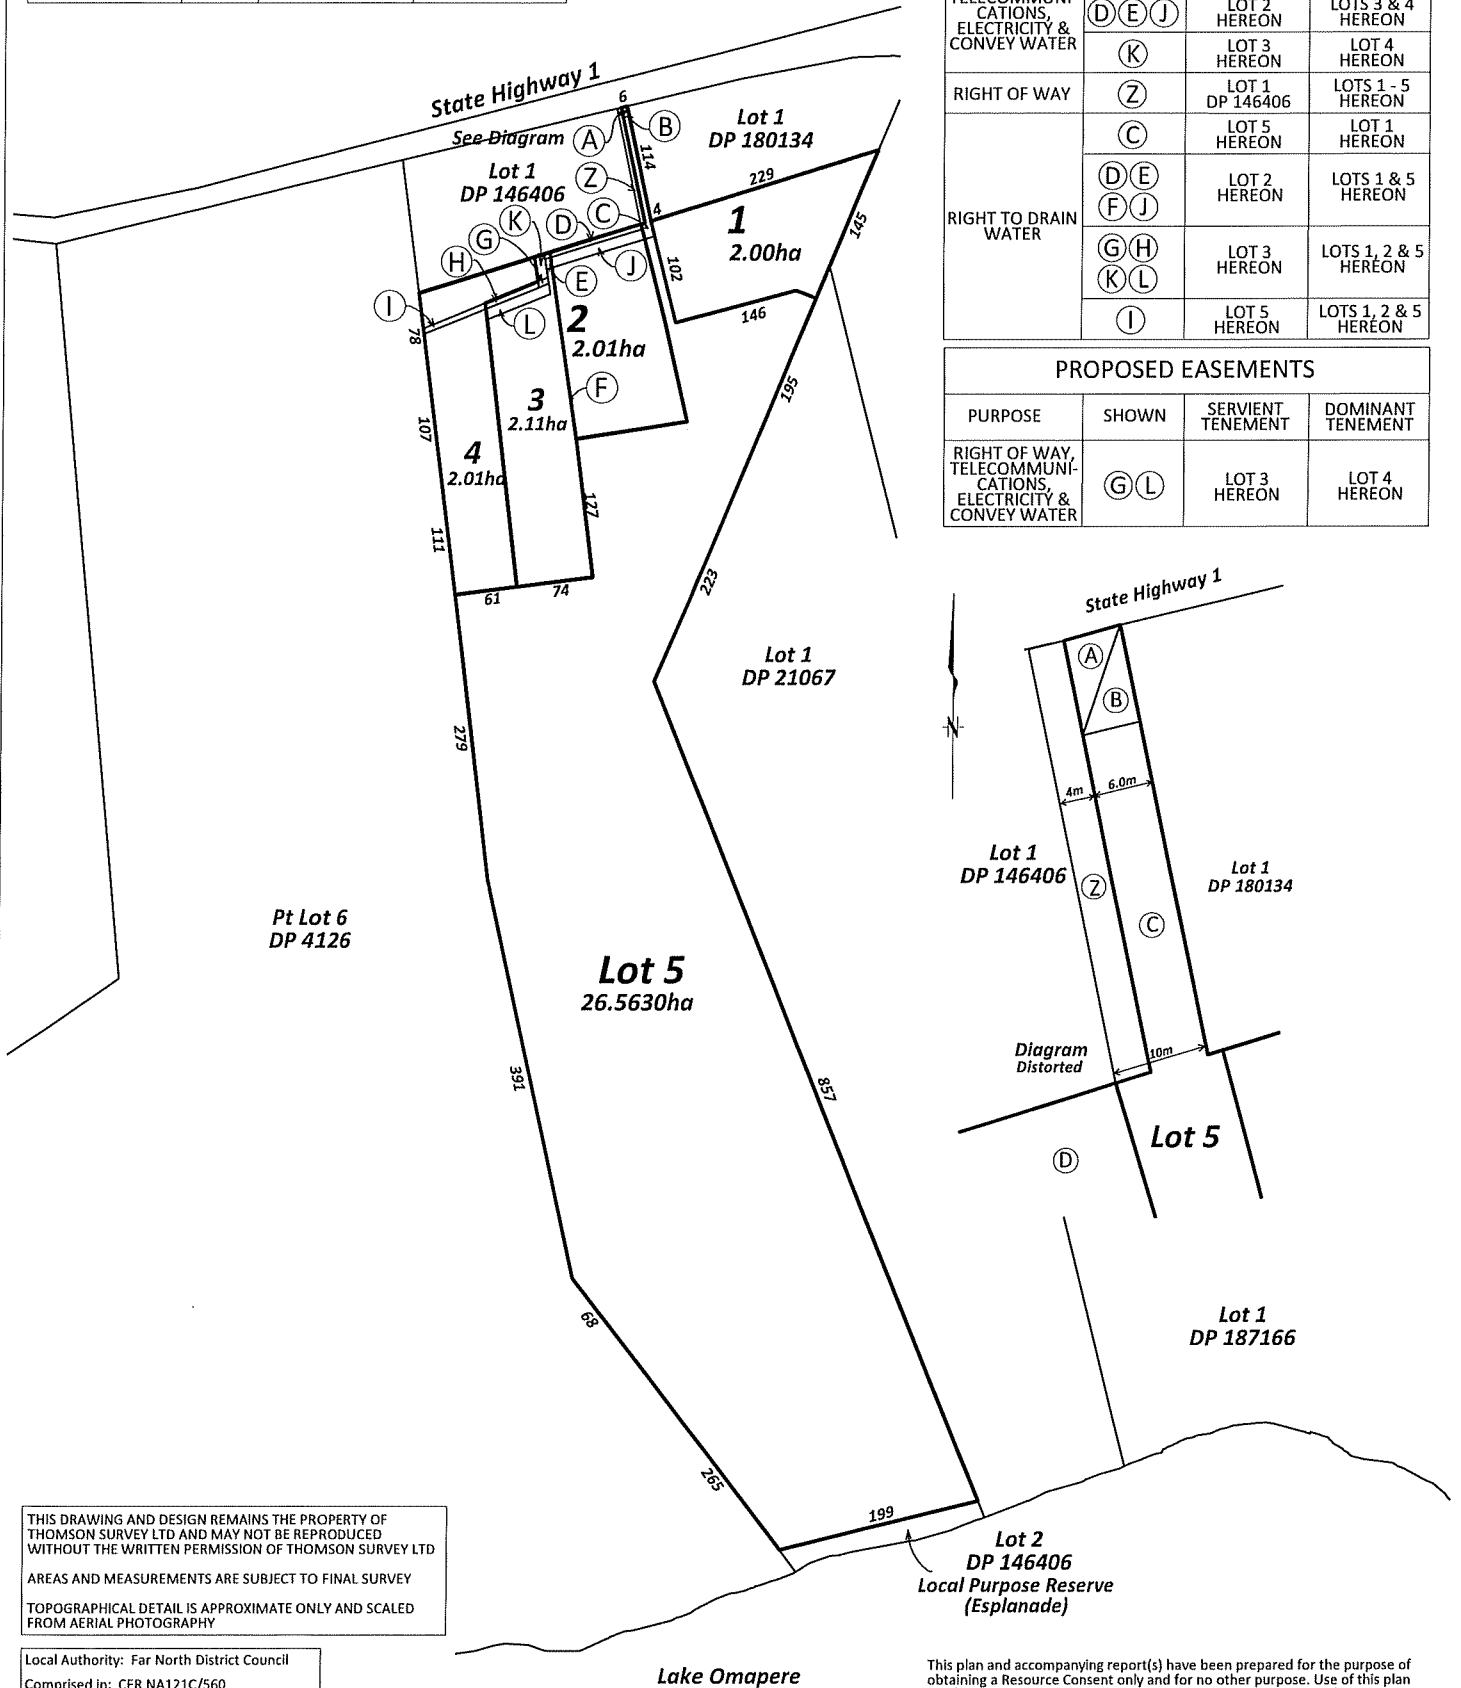 TELECOMMUNI-
CATIONS,
ELECTRICITY &
CONVEY WATER
D E J
LOT 2
HEREON
LOTS 3 & 4
HEREON
K
LOT 3
HEREON
LOT 4
HEREON
RIGHT OF WAY
Z
LOT 1
DP 146406
LOTS 1 - 5
HEREON
RIGHT TO DRAIN
WATER
C
LOT 5
HEREON
LOT 1
HEREON
D E
F J
LOT 2
HEREON
LOTS 1 & 5
HEREON
G H
K L
LOT 3
HEREON
LOTS 1, 2 & 5
HEREON
I
LOT 5
HEREON
LOTS 1, 2 & 5
HEREON
PROPOSED EASEMENTS
PURPOSE
SHOWN
SERVIENT
TENEMENT
DOMINANT
TENEMENT
RIGHT OF WAY,
TELECOMMUNI-
CATIONS,
ELECTRICITY &
CONVEY WATER
G L
LOT 3
HEREON
LOT 4
HEREON
State Highway 1
See Diagram
6
A
B
Lot 1
DP 180134
114
Lot 1
DP 146406
Z
229
K
D
C
4
1
2.00ha
145
G
H
E
J
102
I
L
2
2.01ha
146
78
3
2.11ha
F
195
107
4
2.01ha
127
111
61
74
223
Lot 1
DP 21067
279
Pt Lot 6
DP 4126
Lot 5
26.5630ha
391
857
68
265
199
State Highway 1
A
B
N
4m
6.0m
Lot 1
DP 146406
Z
Lot 1
DP 180134
C
Diagram
Distorted
10m
Lot 5
D
Lot 1
DP 187166
Lot 2
DP 146406
Local Purpose Reserve
(Esplanade)
Lake Omapere
THIS DRAWING AND DESIGN REMAINS THE PROPERTY OF
THOMSON SURVEY LTD AND MAY NOT BE REPRODUCED
WITHOUT THE WRITTEN PERMISSION OF THOMSON SURVEY LTD
AREAS AND MEASUREMENTS ARE SUBJECT TO FINAL SURVEY
TOPOGRAPHICAL DETAIL IS APPROXIMATE ONLY AND SCALED
FROM AERIAL PHOTOGRAPHY
Local Authority: Far North District Council
Comprised in: CFR NA121C/560
This plan and accompanying report(s) have been prepared for the purpose of
obtaining a Resource Consent only and for no other purpose. Use of this plan